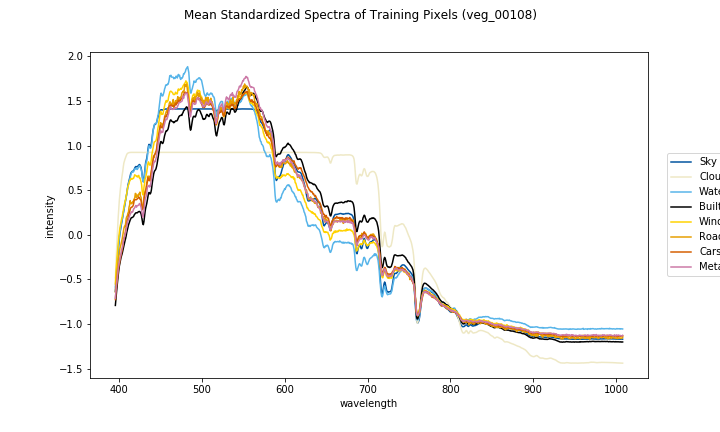 Mean Standardized Spectra of Training Pixels (veg_00108)
2.0
1.5
1.0
0.5
0.0
−0.5
−1.0
−1.5
intensity
400 500 600 700 800 900 1000
wavelength
Sky
Clou
Wate
Built
Wind
Road
Cars
Meta